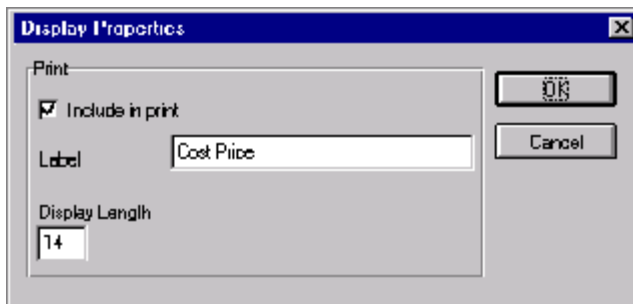 Display Properties
Print
Include in print
OK
Label
Cost Price
Cancel
Display Length
14